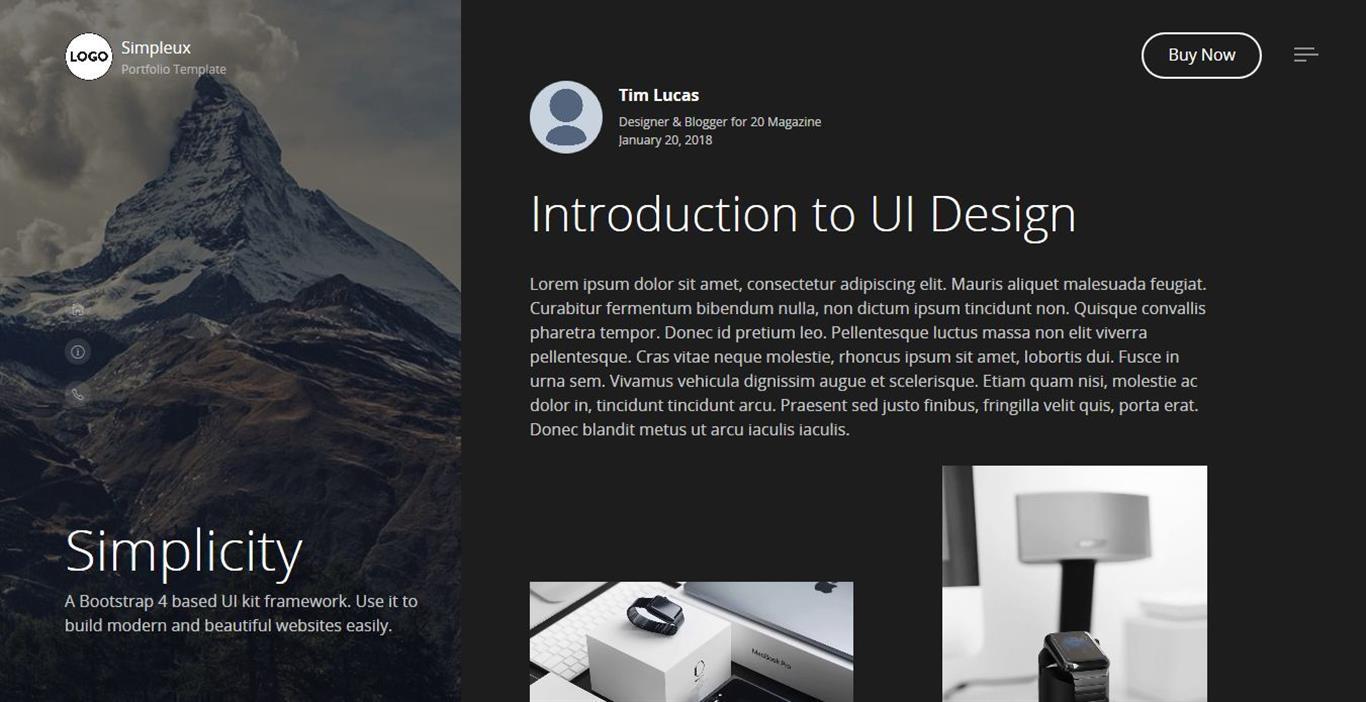 LOGO
Simpleux
Portfolio Template
Simplicity
A Bootstrap 4 based UI kit framework. Use it to
build modern and beautiful websites easily.
Buy Now
Tim Lucas
Designer & Blogger for 20 Magazine
January 20, 2018
Introduction to UI Design
Lorem ipsum dolor sit amet, consectetur adipiscing elit. Mauris aliquet malesuada feugiat.
Curabitur fermentum bibendum nulla, non dictum ipsum tincidunt non. Quisque convallis
pharetra tempor. Donec id pretium leo. Pellentesque luctus massa non elit viverra
pellentesque. Cras vitae neque molestie, rhoncus ipsum sit amet, lobortis dui. Fusce in
urna sem. Vivamus vehicula dignissim augue et scelerisque. Etiam quam nisi, molestie ac
dolor in, tincidunt tincidunt arcu. Praesent sed justo finibus, fringilla velit quis, porta erat.
Donec blandit metus ut arcu iaculis iaculis.
MacBook Pro